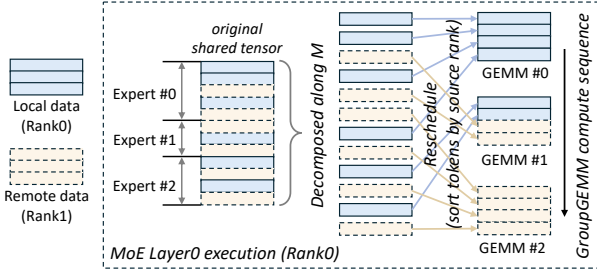 Local data
(Rank0)
Remote data
(Rank1)
original
shared tensor
Expert #0
Expert #1
Expert #2
Decomposed along M
Reschedule
(sort tokens by source rank)
GEMM #0
GEMM #1
GEMM #2
GroupGEMM compute sequence
MoE Layer0 execution (Rank0)